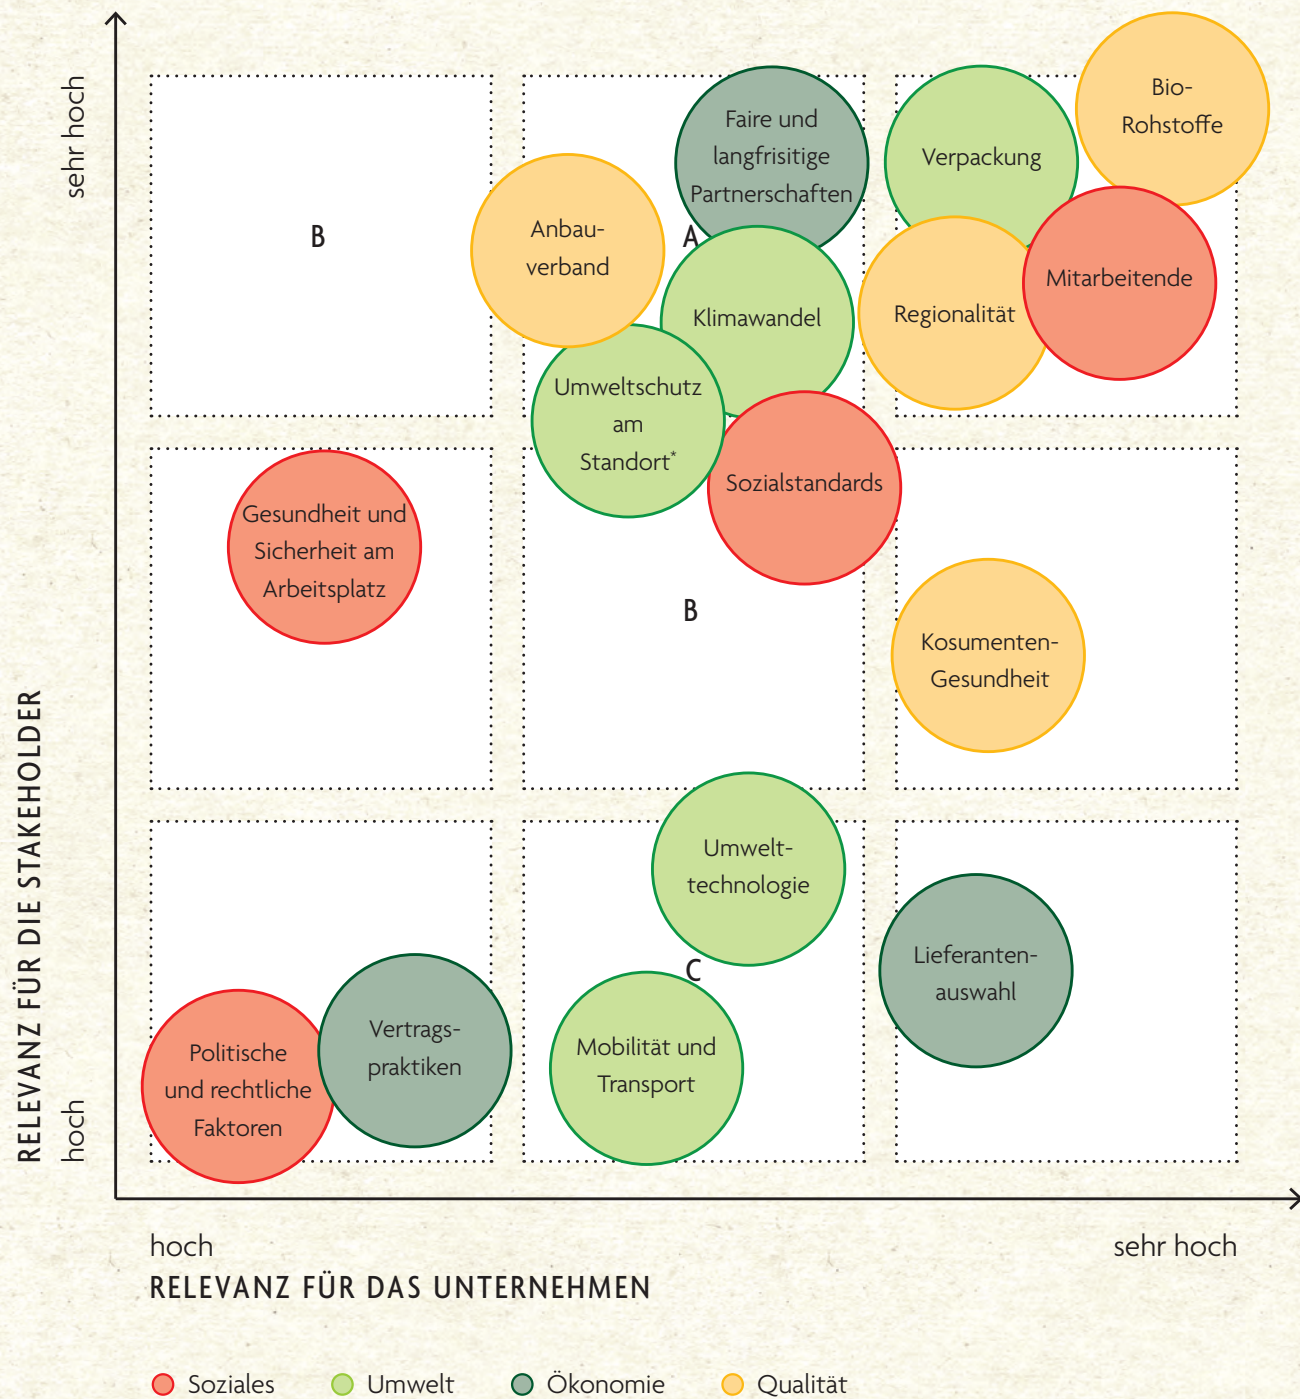 RELEVANZ FÜR DIE STAKEHOLDER
sehr hoch
hoch
B
A
B
C
Bio-
Rohstoffe
Faire und
langfrisitige
Partnerschaften
Verpackung
Anbau-
verband
Mitarbeitende
Regionalität
Klimawandel
Umweltschutz
am
Standort*
Sozialstandards
Gesundheit und
Sicherheit am
Arbeitsplatz
Kosumenten-
Gesundheit
Umwelt-
technologie
Lieferanten-
auswahl
Vertrags-
praktiken
Politische
und rechtliche
Faktoren
Mobilität und
Transport
hoch
sehr hoch
RELEVANZ FÜR DAS UNTERNEHMEN
Soziales
Umwelt
Ökonomie
Qualität